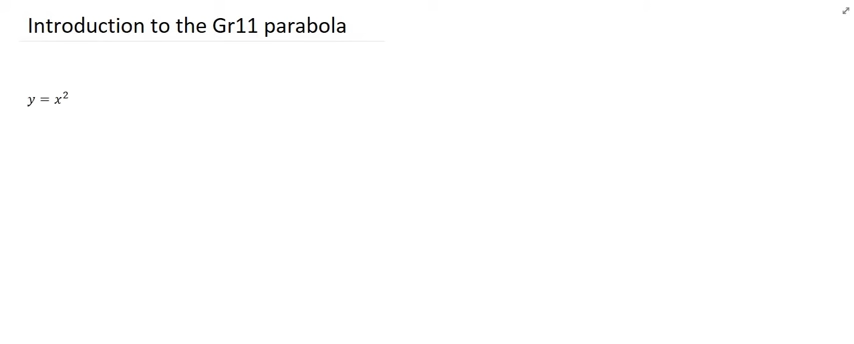 Introduction to the Gr11 parabola
y = x²